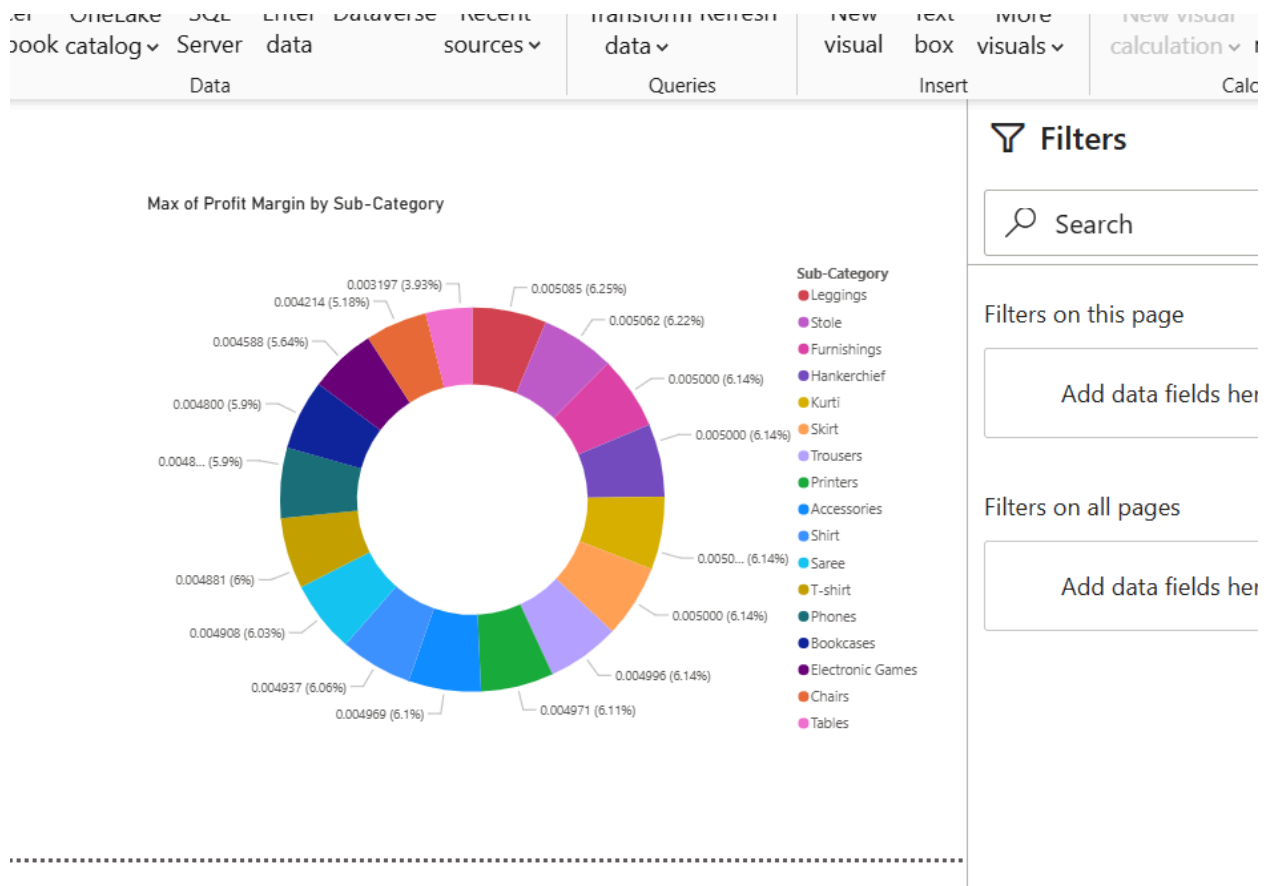 OneLake SQL Enter Dataverse Recent Transform Refresh New Text More New visual
book catalog Server data sources data visual box visuals calculation
Data Queries Insert Calc
Filters
Search
Filters on this page
Add data fields her
Filters on all pages
Add data fields her
Max of Profit Margin by Sub-Category
0.003197 (3.93%)
0.005085 (6.25%)
0.004214 (5.18%)
0.005062 (6.22%)
0.004588 (5.64%)
0.005000 (6.14%)
0.004800 (5.9%)
0.005000 (6.14%)
0.0048... (5.9%)
0.0050... (6.14%)
0.004881 (6%)
0.005000 (6.14%)
0.004908 (6.03%)
0.004996 (6.14%)
0.004937 (6.06%)
0.004971 (6.11%)
0.004969 (6.1%)
Sub-Category
Leggings
Stole
Furnishings
Hankerchief
Kurti
Skirt
Trousers
Printers
Accessories
Shirt
Saree
T-shirt
Phones
Bookcases
Electronic Games
Chairs
Tables